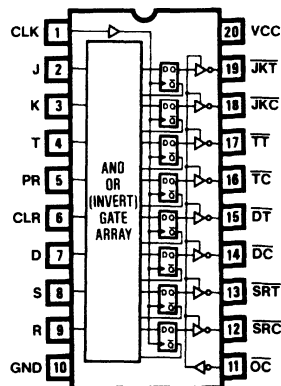 CLK 1 20 VCC
J 2 19 JKT
K 3 18 JKC
T 4 17 TT
PR 5 16 TC
CLR 6 15 DT
D 7 14 DC
S 8 13 SRT
R 9 12 SRC
GND 10 11 OC
AND
OR
(INVERT)
GATE
ARRAY
D Q
Q
D Q
Q
D Q
Q
D Q
Q
D Q
Q
D Q
Q
D Q
Q
D Q
Q